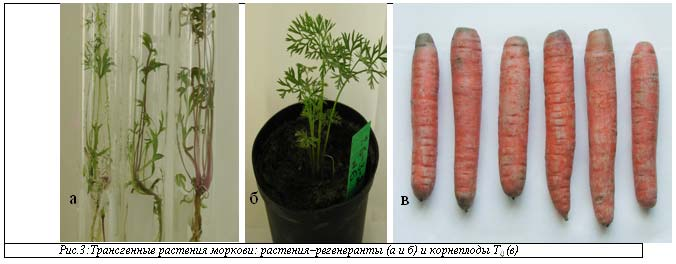 а
б
в
Рис.3:Трансгенные растения моркови: растения–регенеранты (а и б) и корнеплоды T₀ (в)